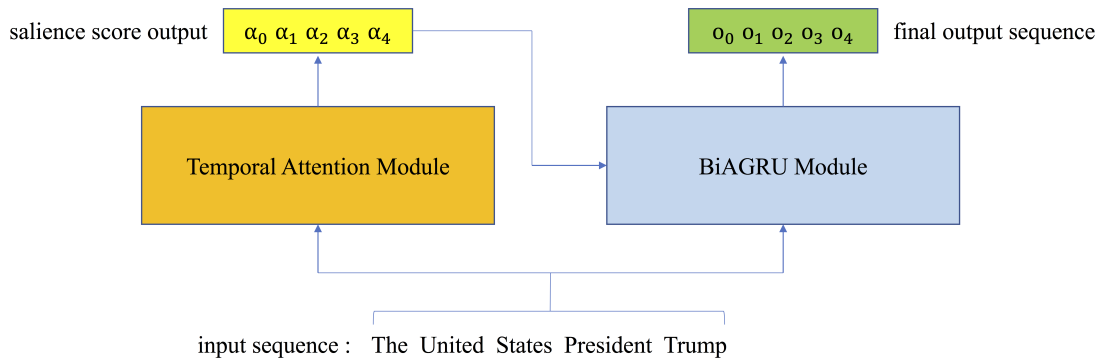 salience score output α₀ α₁ α₂ α₃ α₄ o₀ o₁ o₂ o₃ o₄ final output sequence
Temporal Attention Module BiAGRU Module
input sequence : The United States President Trump